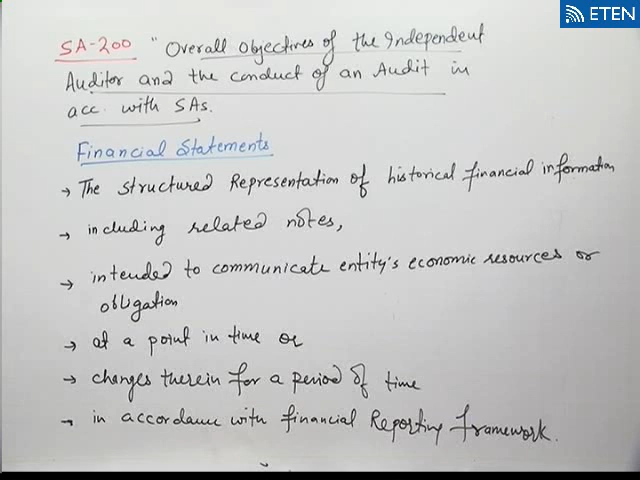 ETEN
SA-200 " Overall Objectives of the Independent
Auditor and the conduct of an Audit in
acc. with SAs.
Financial Statements
→ The structured Representation of historical financial information
→ including related notes,
→ intended to communicate entity's economic resources or
obligation
→ at a point in time or
→ changes therein for a period of time
→ in accordance with financial Reporting framework.